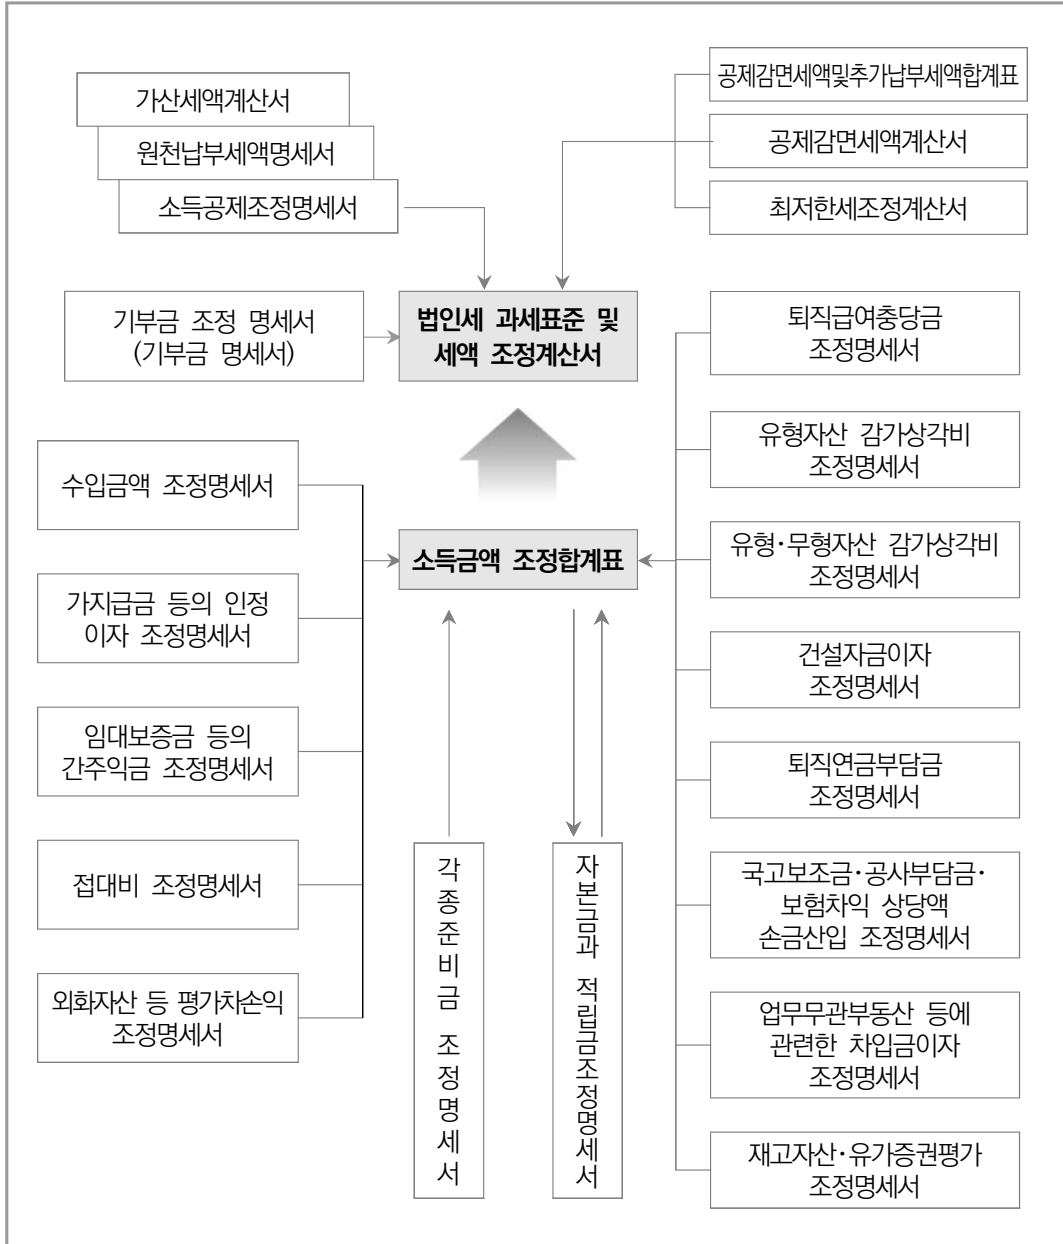 가산세액계산서
원천납부세액명세서
소득공제조정명세서
공제감면세액및추가납부세액합계표
공제감면세액계산서
최저한세조정계산서
기부금 조정 명세서
(기부금 명세서)
법인세 과세표준 및
세액 조정계산서
수입금액 조정명세서
가지급금 등의 인정
이자 조정명세서
임대보증금 등의
간주익금 조정명세서
접대비 조정명세서
외화자산 등 평가차손익
조정명세서
소득금액 조정합계표
각종준비금 조정명세서
자본금과 적립금조정명세서
퇴직급여충당금
조정명세서
유형자산 감가상각비
조정명세서
유형·무형자산 감가상각비
조정명세서
건설자금이자
조정명세서
퇴직연금부담금
조정명세서
국고보조금·공사부담금·
보험차익 상당액
손금산입 조정명세서
업무무관부동산 등에
관련한 차입금이자
조정명세서
재고자산·유가증권평가
조정명세서